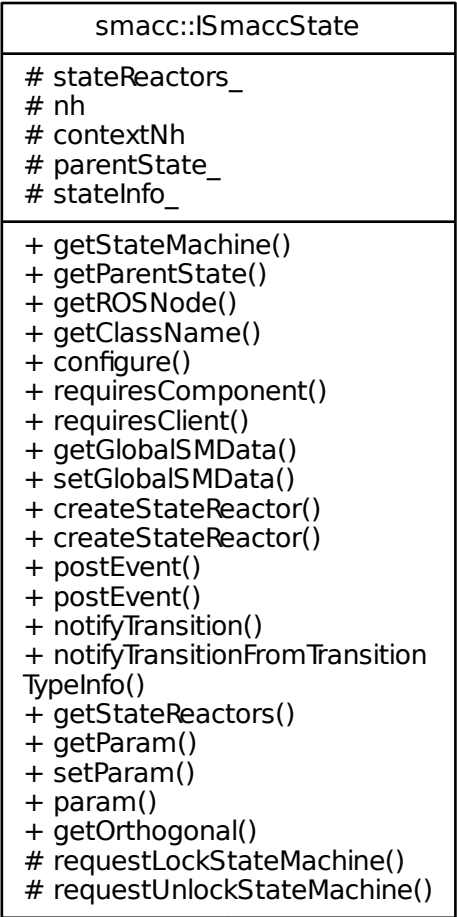 smacc::ISmaccState
# stateReactors_
# nh
# contextNh
# parentState_
# stateInfo_
+ getStateMachine()
+ getParentState()
+ getROSNode()
+ getClassName()
+ configure()
+ requiresComponent()
+ requiresClient()
+ getGlobalSMData()
+ setGlobalSMData()
+ createStateReactor()
+ createStateReactor()
+ postEvent()
+ postEvent()
+ notifyTransition()
+ notifyTransitionFromTransition
TypeInfo()
+ getStateReactors()
+ getParam()
+ setParam()
+ param()
+ getOrthogonal()
# requestLockStateMachine()
# requestUnlockStateMachine()